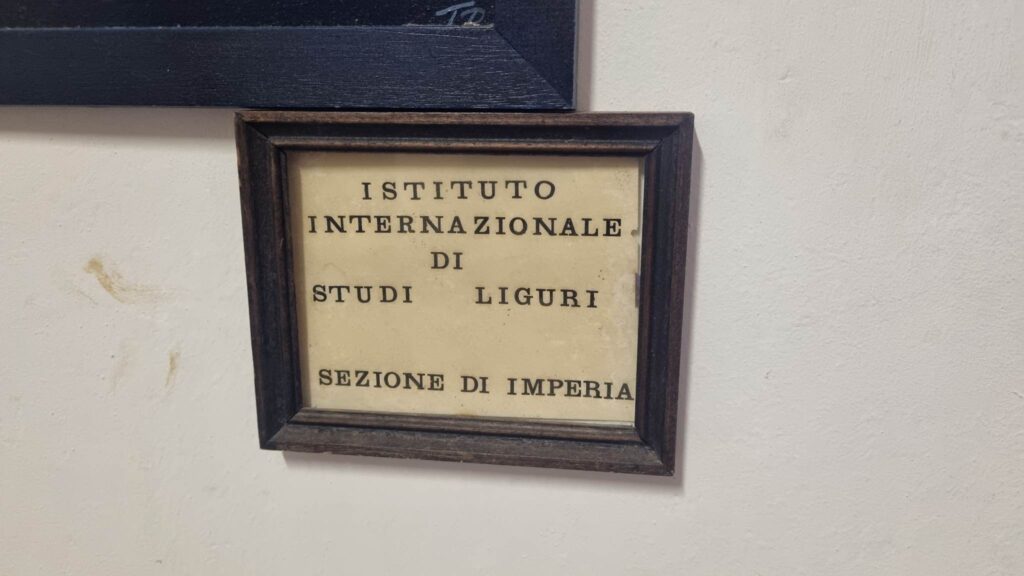 ISTITUTO
INTERNAZIONALE
DI
STUDI LIGURI
SEZIONE DI IMPERIA